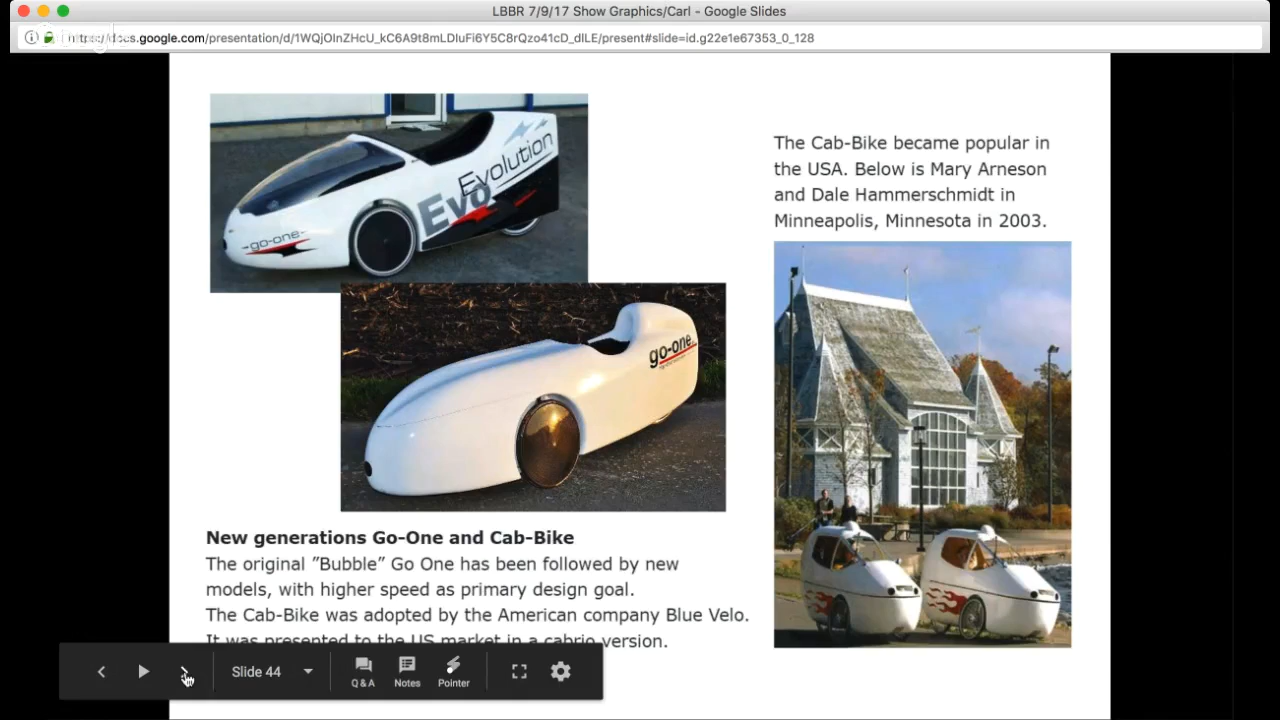 LBBR 7/9/17 Show Graphics/Carl - Google Slides
https://docs.google.com/presentation/d/1WQjOInZHcU_kC6A9t8mLDIuFi6Y5C8rQzo41cD_dILE/present#slide=id.g22e1e67353_0_128
Evolution
Evo
go-one
go-one
The Cab-Bike became popular in
the USA. Below is Mary Arneson
and Dale Hammerschmidt in
Minneapolis, Minnesota in 2003.
New generations Go-One and Cab-Bike
The original ”Bubble” Go One has been followed by new
models, with higher speed as primary design goal.
The Cab-Bike was adopted by the American company Blue Velo.
It was presented to the US market in a cabrio version.
Slide 44
Q & A
Notes
Pointer